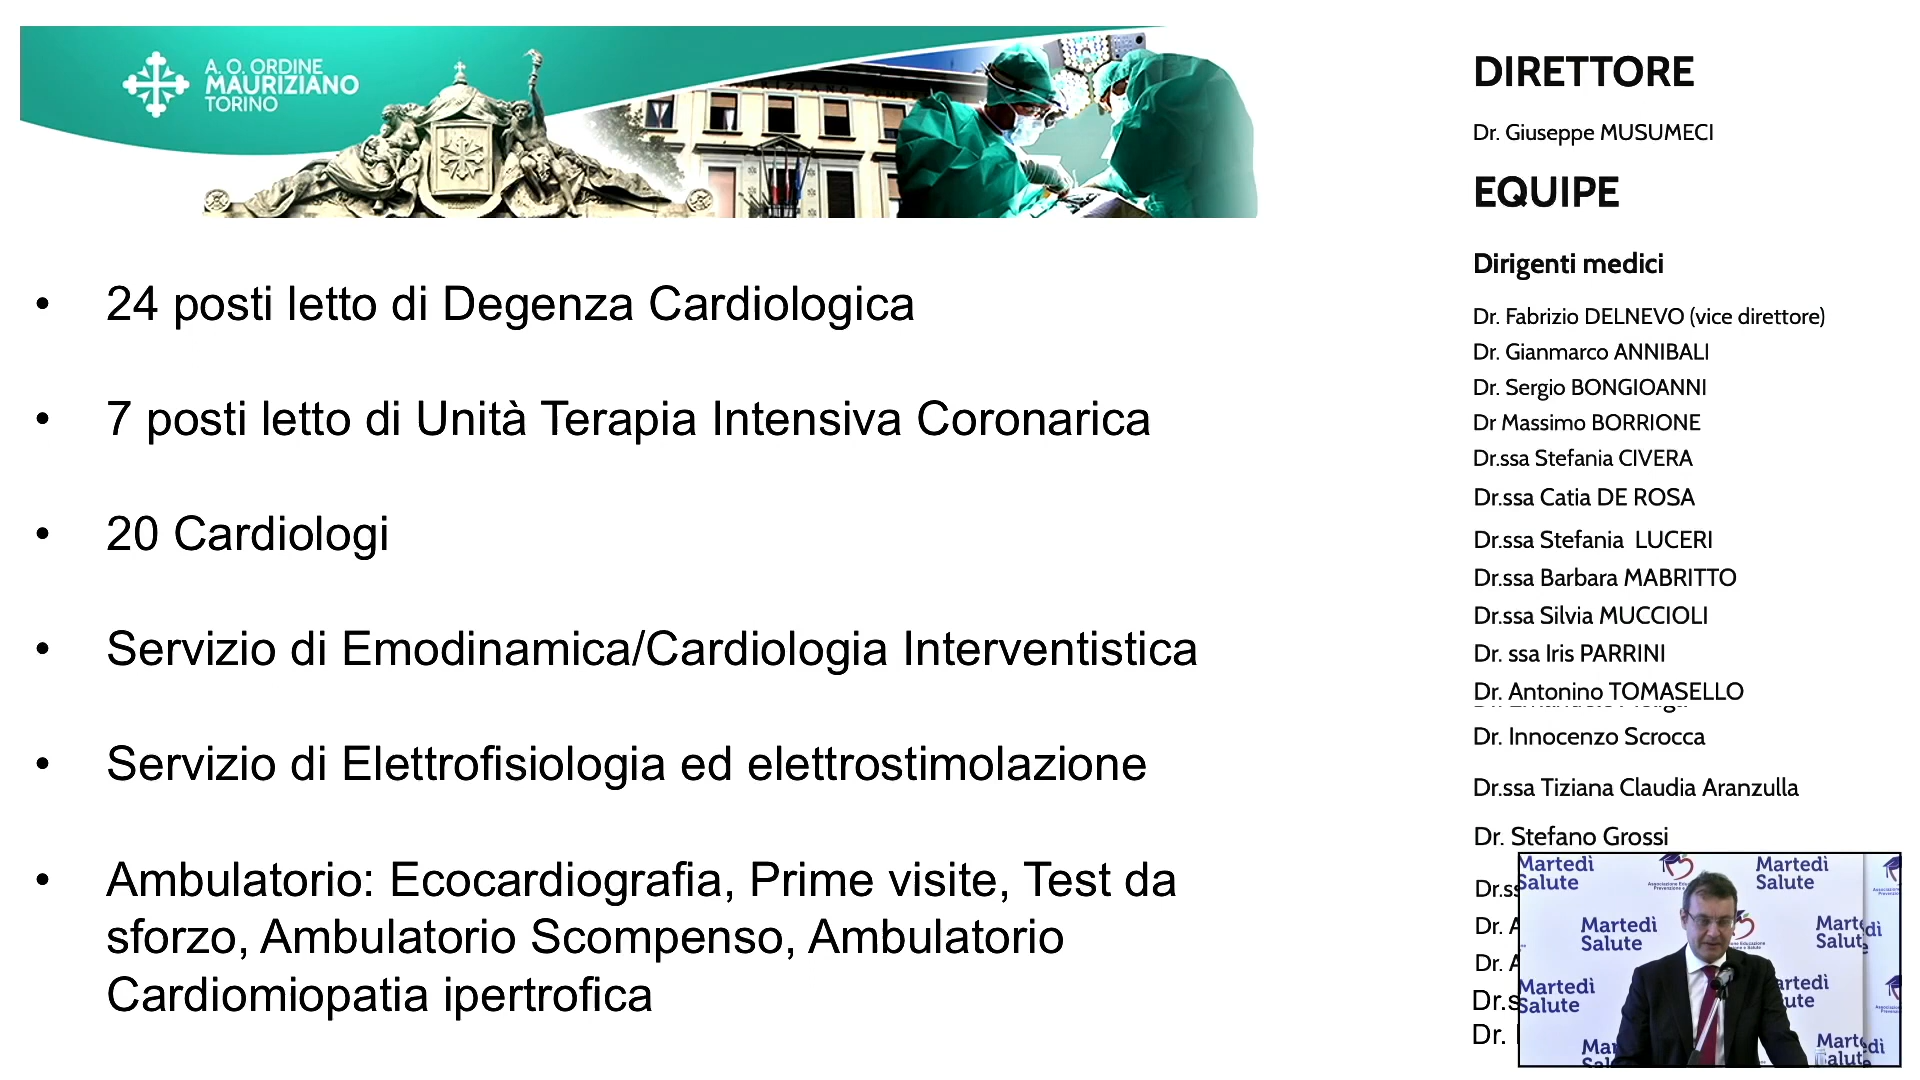 A. O. ORDINE
MAURIZIANO
TORINO
24 posti letto di Degenza Cardiologica
7 posti letto di Unità Terapia Intensiva Coronarica
20 Cardiologi
Servizio di Emodinamica/Cardiologia Interventistica
Servizio di Elettrofisiologia ed elettrostimolazione
Ambulatorio: Ecocardiografia, Prime visite, Test da
sforzo, Ambulatorio Scompenso, Ambulatorio
Cardiomiopatia ipertrofica
DIRETTORE
Dr. Giuseppe MUSUMECI
EQUIPE
Dirigenti medici
Dr. Fabrizio DELNEVO (vice direttore)
Dr. Gianmarco ANNIBALI
Dr. Sergio BONGIOANNI
Dr Massimo BORRIONE
Dr.ssa Stefania CIVERA
Dr.ssa Catia DE ROSA
Dr.ssa Stefania LUCERI
Dr.ssa Barbara MABRITTO
Dr.ssa Silvia MUCCIOLI
Dr. ssa Iris PARRINI
Dr. Antonino TOMASELLO
Dr. Innocenzo Scrocca
Dr.ssa Tiziana Claudia Aranzulla
Dr. Stefano Grossi
Dr.
Dr.
Dr.
Martedì
Salute
Martedì
Salute
Martedì
Salute
Martedì
Salute